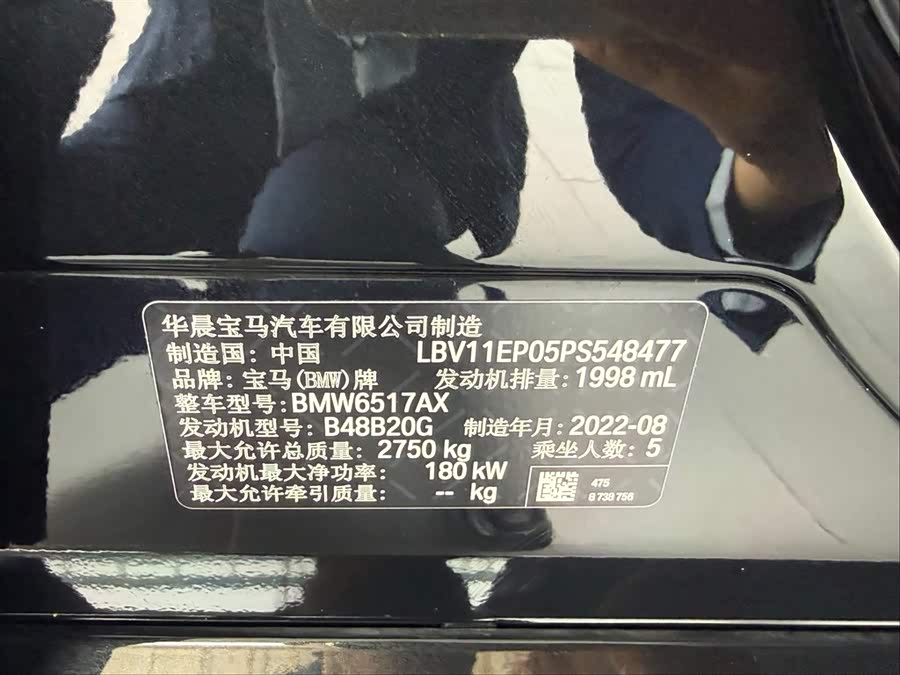 华晨宝马汽车有限公司制造
制造国：中国 LBV11EP05PS548477
品牌：宝马(BMW)牌 发动机排量：1998 mL
整车型号：BMW6517AX
发动机型号：B48B20G 制造年月：2022-08
最大允许总质量：2750 kg 乘坐人数：5
发动机最大净功率：180 kW
最大允许牵引质量：-- kg
475
8 738 756